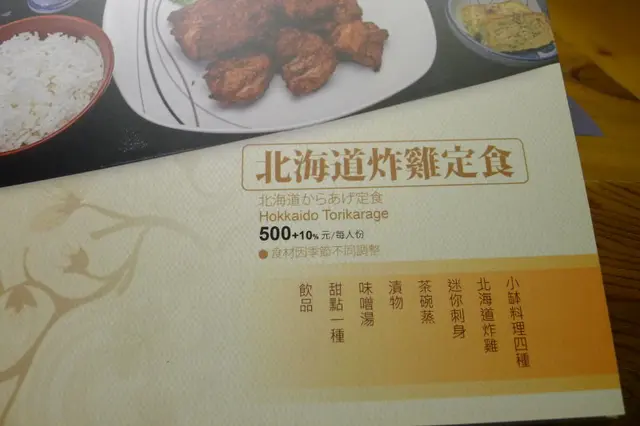 北海道炸雞定食
北海道からあげ定食
Hokkaido Torikarage
500+10% 元/每人份
●食材因季節不同調整
小缽料理四種
北海道炸雞
迷你刺身
茶碗蒸
漬物
味噌湯
甜點一種
飲品